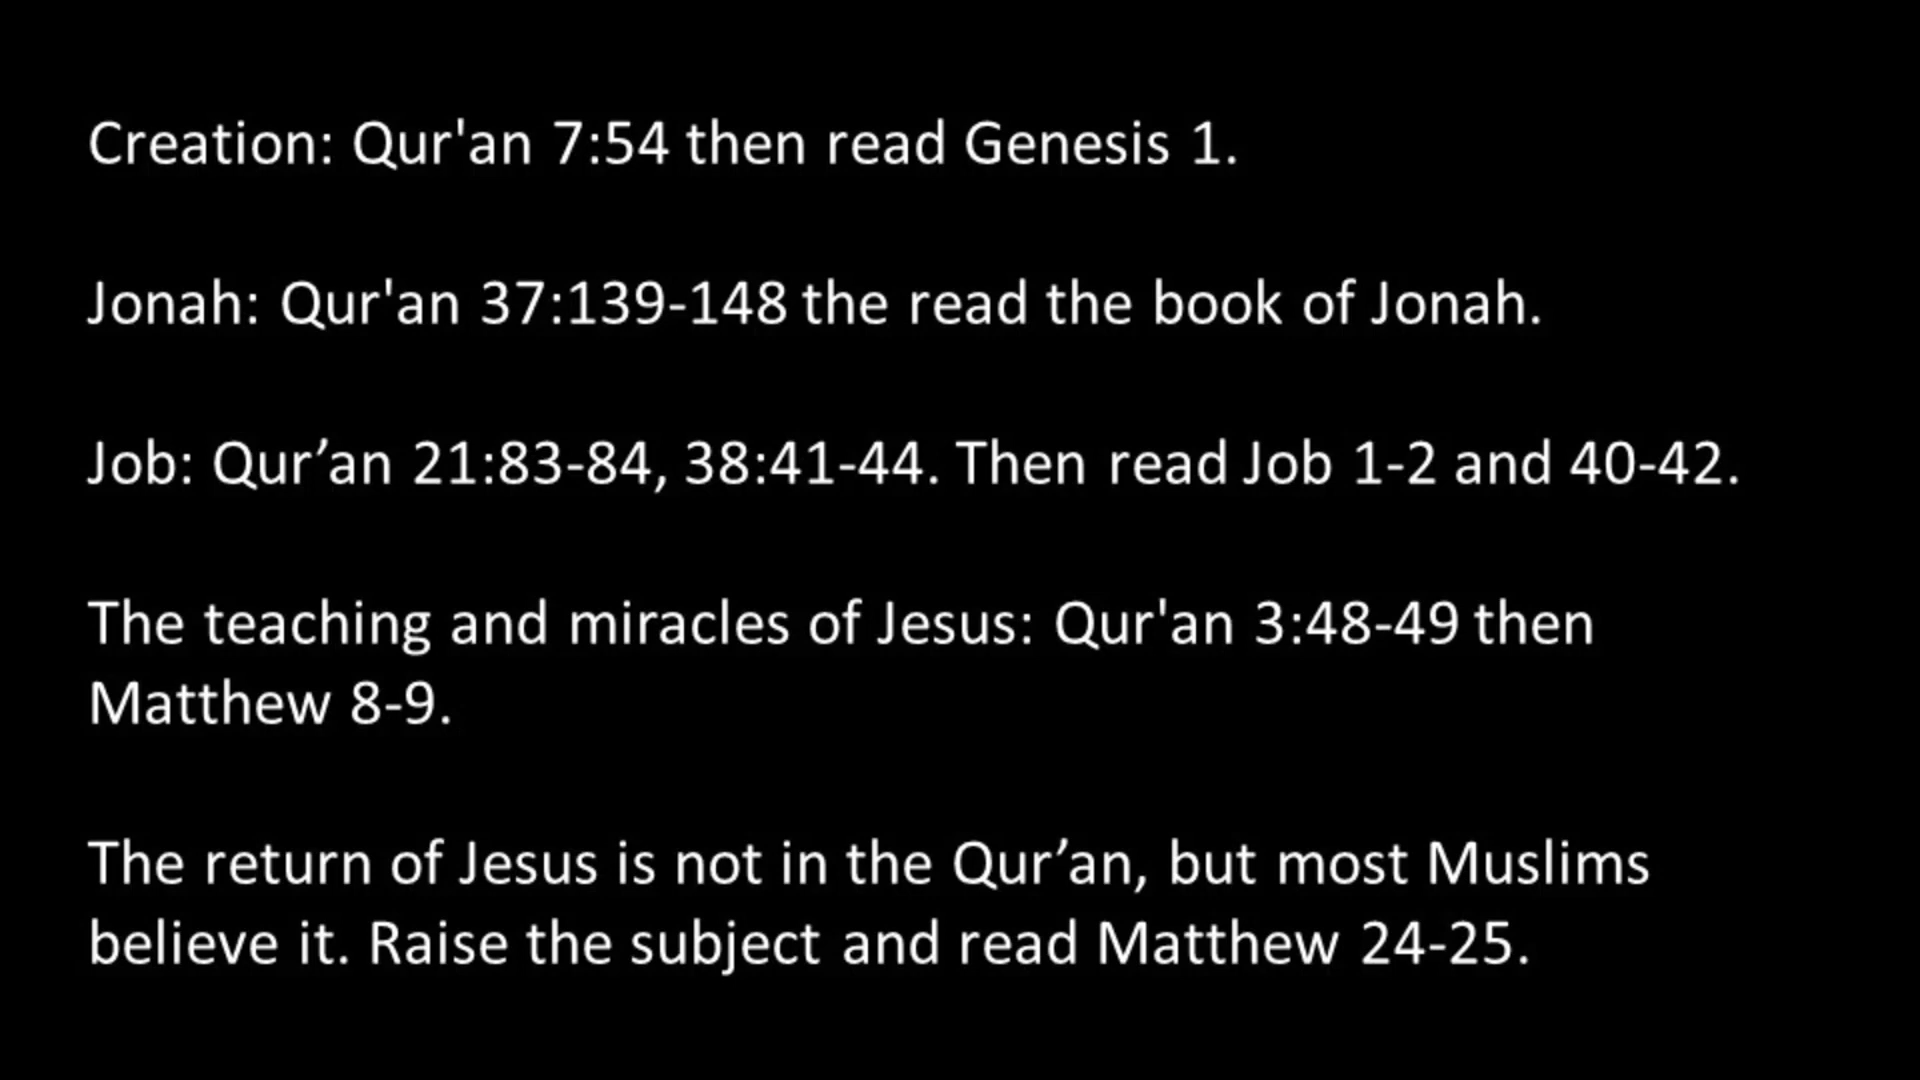 Creation: Qur'an 7:54 then read Genesis 1.
Jonah: Qur'an 37:139-148 the read the book of Jonah.
Job: Qur’an 21:83-84, 38:41-44. Then read Job 1-2 and 40-42.
The teaching and miracles of Jesus: Qur'an 3:48-49 then
Matthew 8-9.
The return of Jesus is not in the Qur’an, but most Muslims
believe it. Raise the subject and read Matthew 24-25.